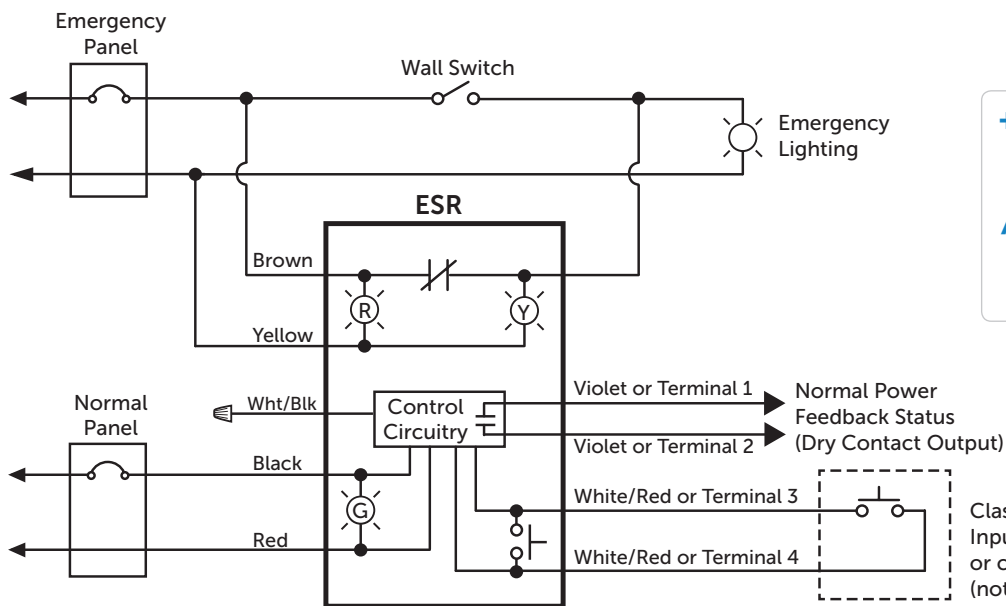 Emergency
Panel
Wall Switch
Emergency
Lighting
ESR
Brown
R
Y
Yellow
Normal
Panel
Wht/Blk
Control
Circuitry
Violet or Terminal 1
Violet or Terminal 2
Normal Power
Feedback Status
(Dry Contact Output)
Black
G
Red
White/Red or Terminal 3
White/Red or Terminal 4
or